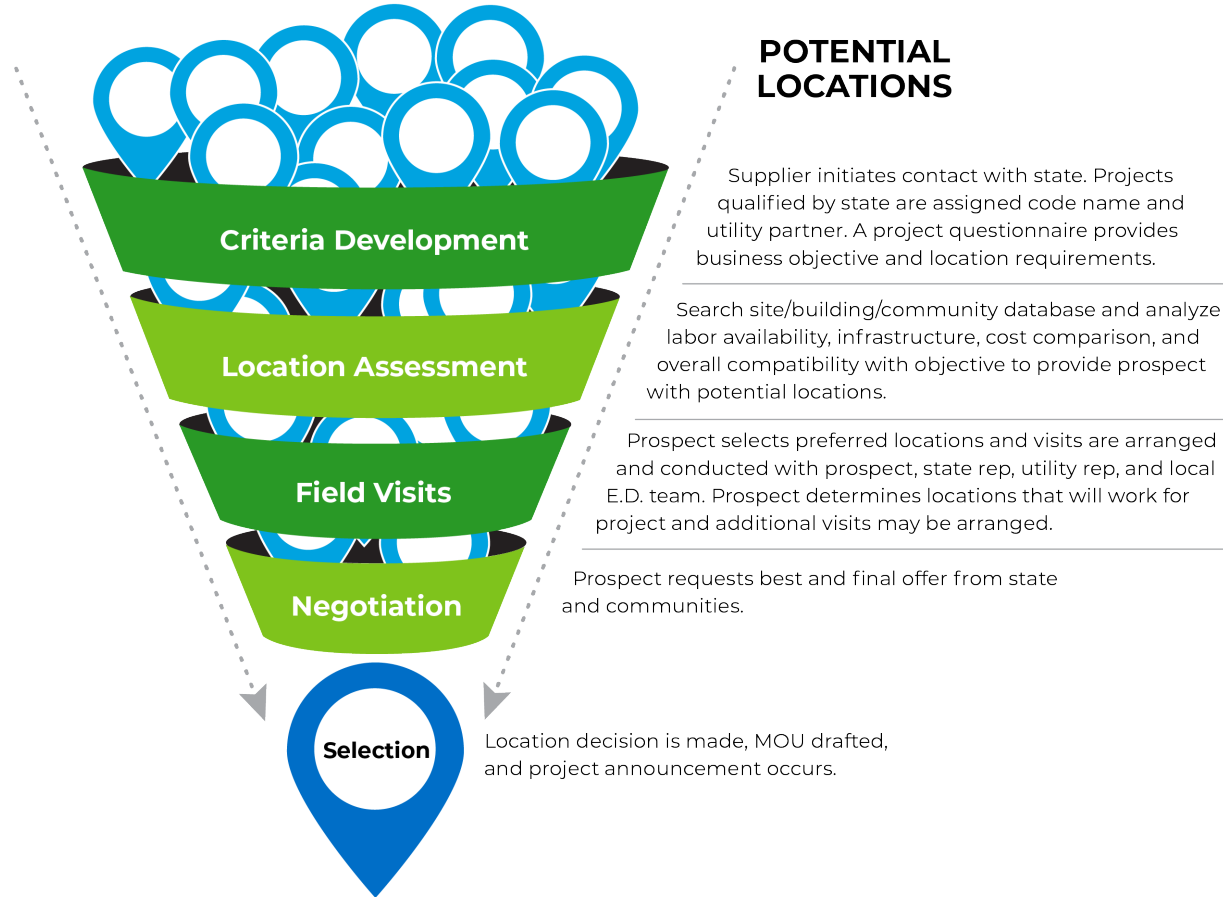 POTENTIAL
LOCATIONS
Criteria Development
Supplier initiates contact with state. Projects
qualified by state are assigned code name and
utility partner. A project questionnaire provides
business objective and location requirements.
Location Assessment
Search site/building/community database and analyze
labor availability, infrastructure, cost comparison, and
overall compatibility with objective to provide prospect
with potential locations.
Field Visits
Prospect selects preferred locations and visits are arranged
and conducted with prospect, state rep, utility rep, and local
E.D. team. Prospect determines locations that will work for
project and additional visits may be arranged.
Negotiation
Prospect requests best and final offer from state
and communities.
Selection
Location decision is made, MOU drafted,
and project announcement occurs.